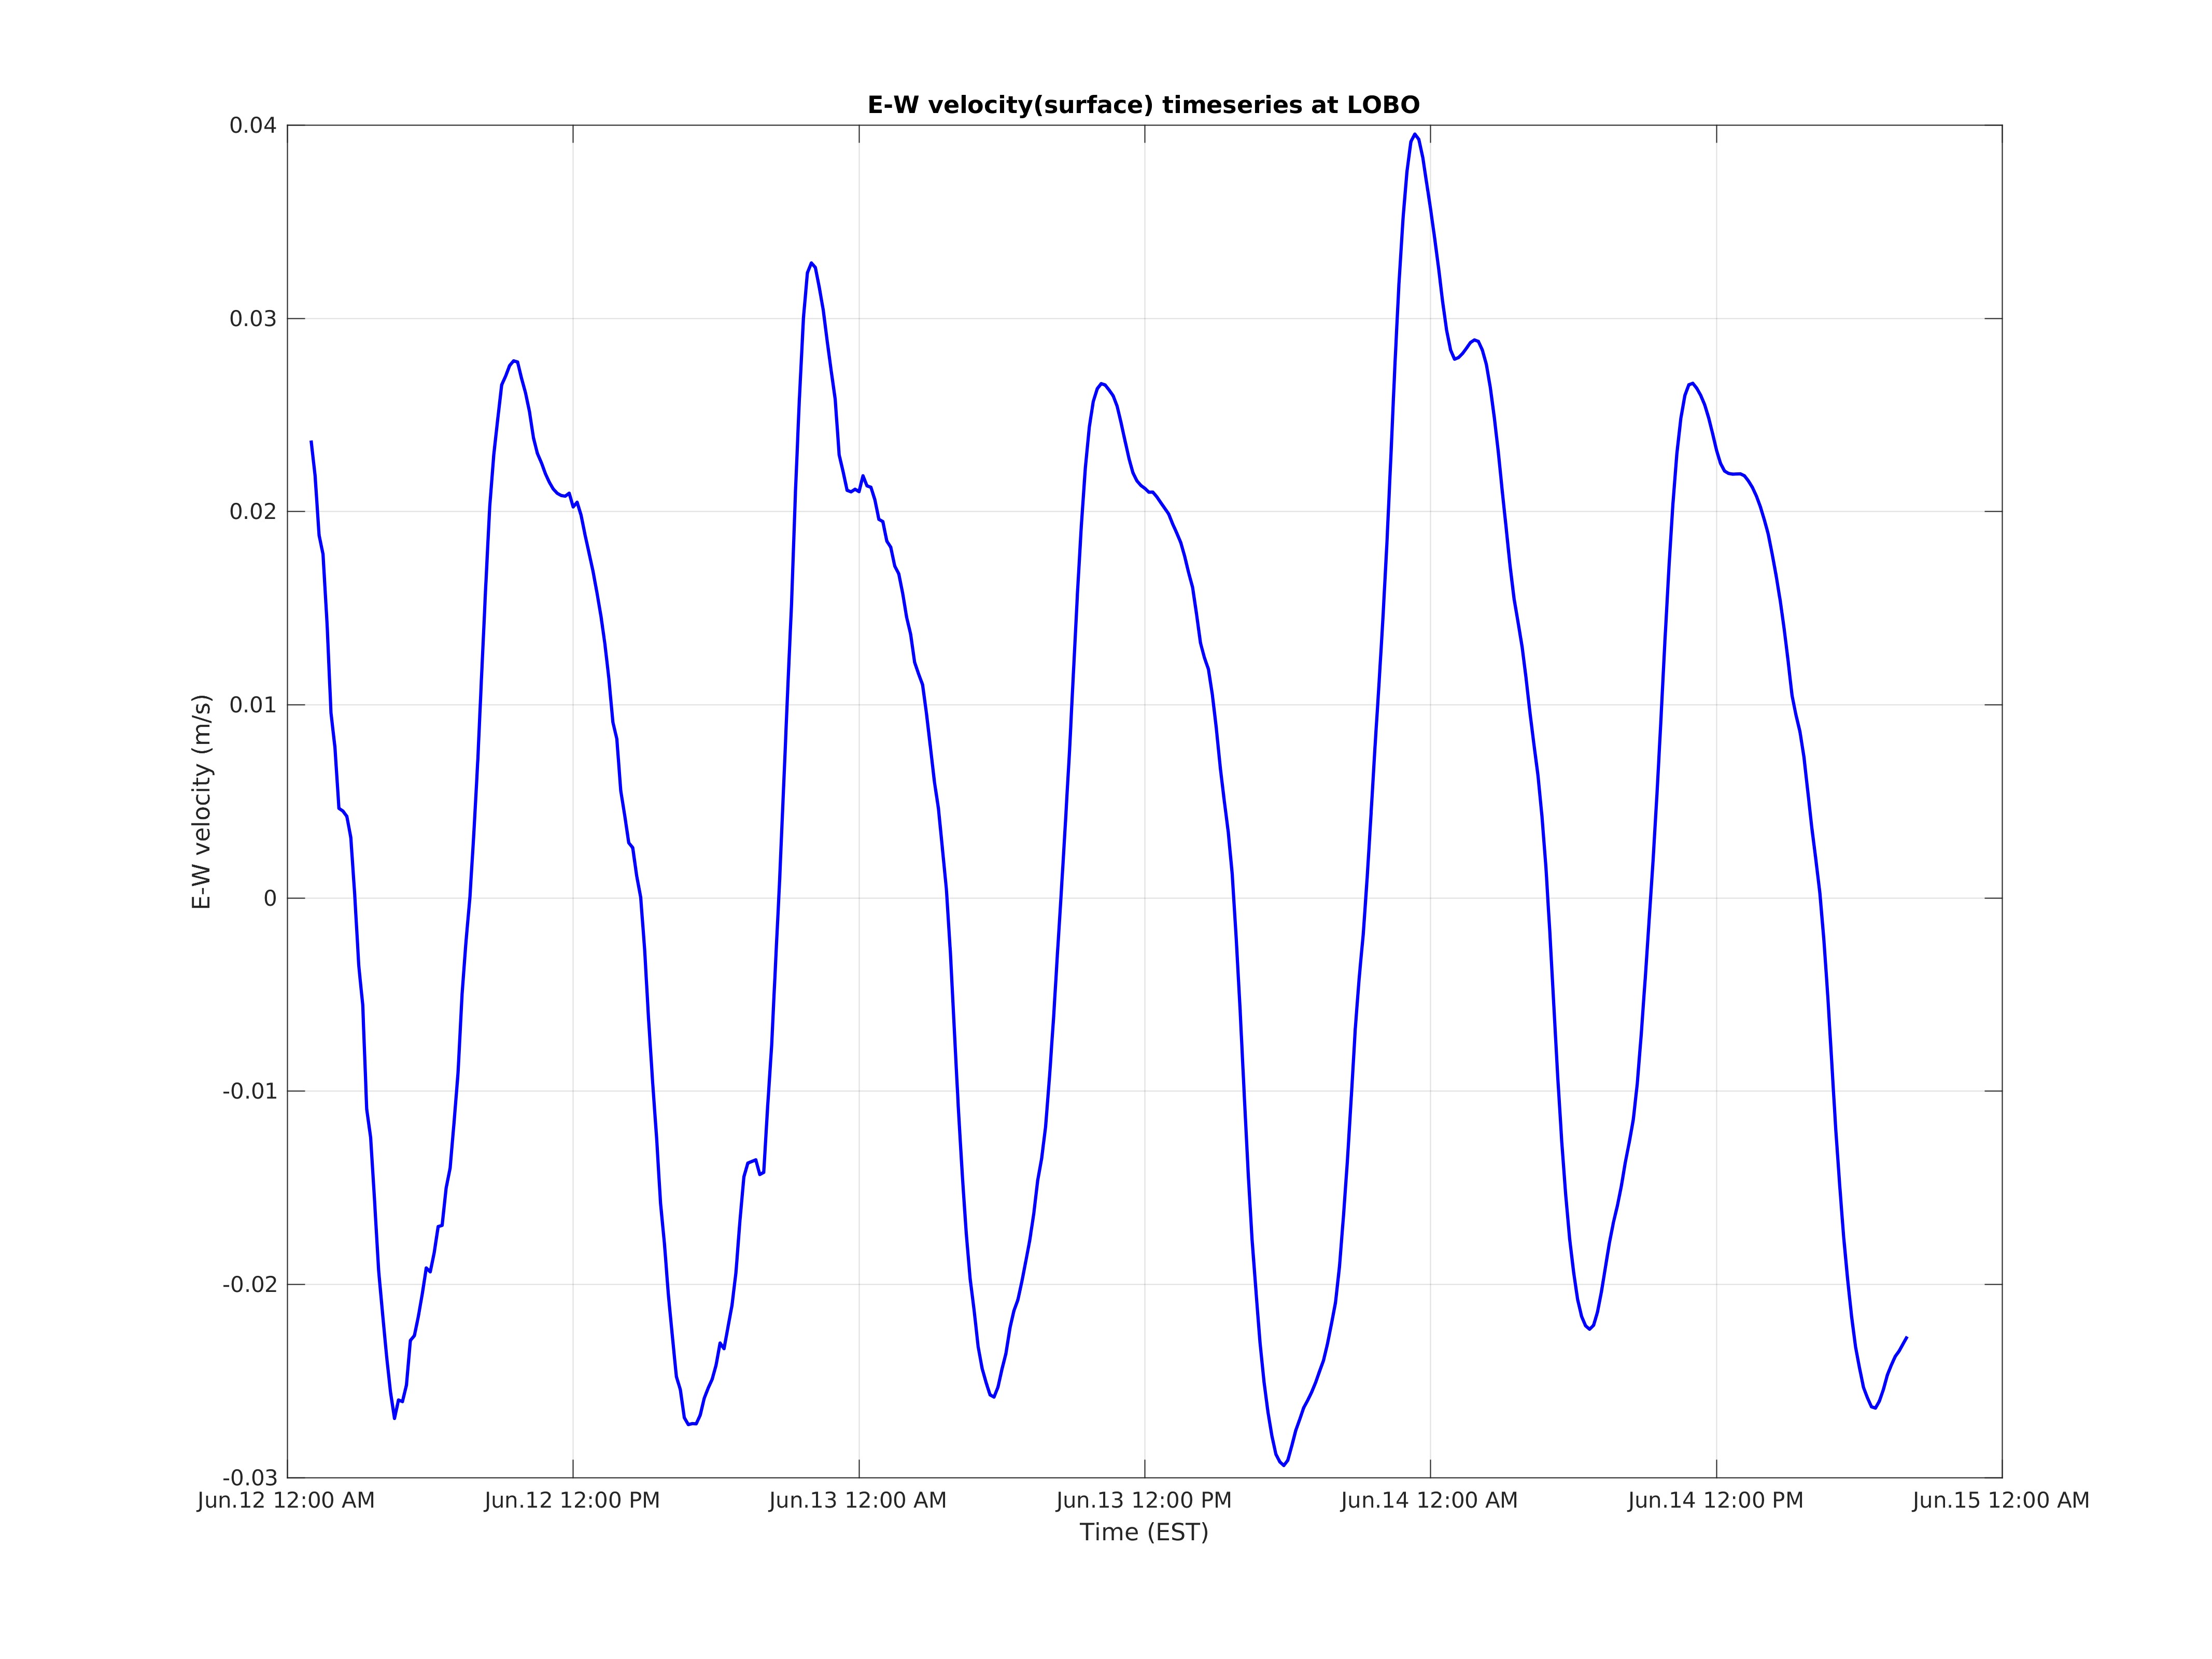 E-W velocity(surface) timeseries at LOBO
0.04
0.03
0.02
0.01
0
-0.01
-0.02
-0.03
E-W velocity (m/s)
Jun.12 12:00 AM
Jun.12 12:00 PM
Jun.13 12:00 AM
Jun.13 12:00 PM
Jun.14 12:00 AM
Jun.14 12:00 PM
Jun.15 12:00 AM
Time (EST)